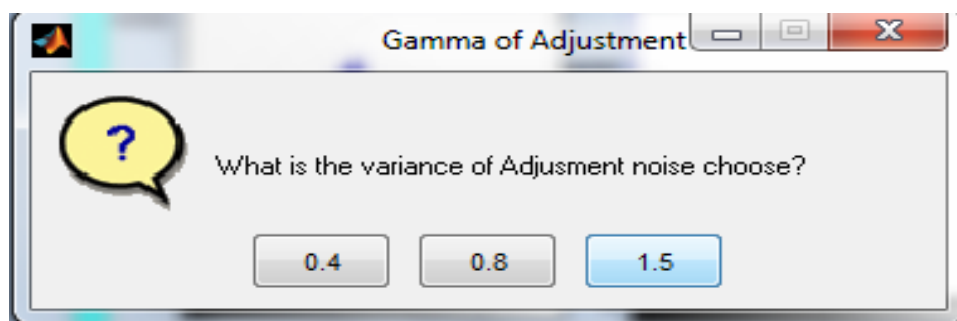 Gamma of Adjustment
?
What is the variance of Adjusment noise choose?
0.4 0.8 1.5